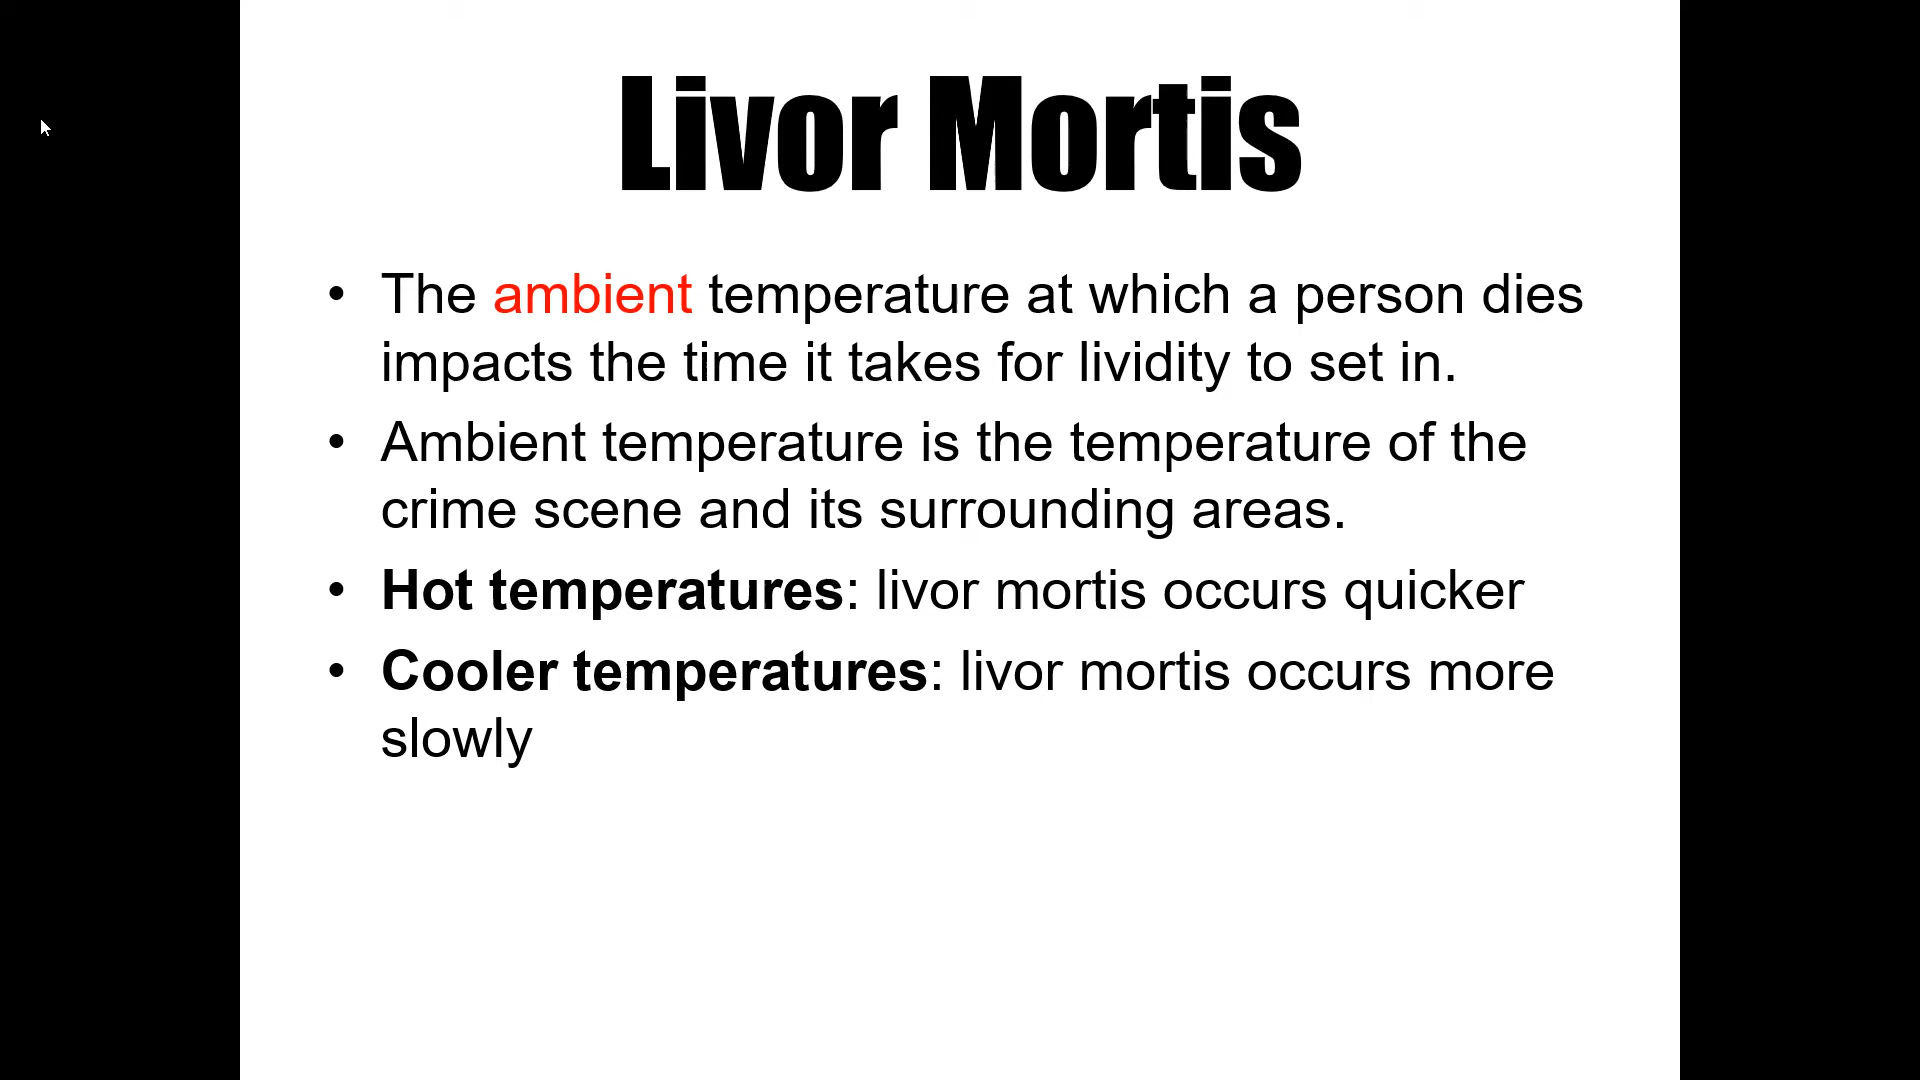 Livor Mortis
• The ambient temperature at which a person dies
impacts the time it takes for lividity to set in.
• Ambient temperature is the temperature of the
crime scene and its surrounding areas.
• Hot temperatures: livor mortis occurs quicker
• Cooler temperatures: livor mortis occurs more
slowly